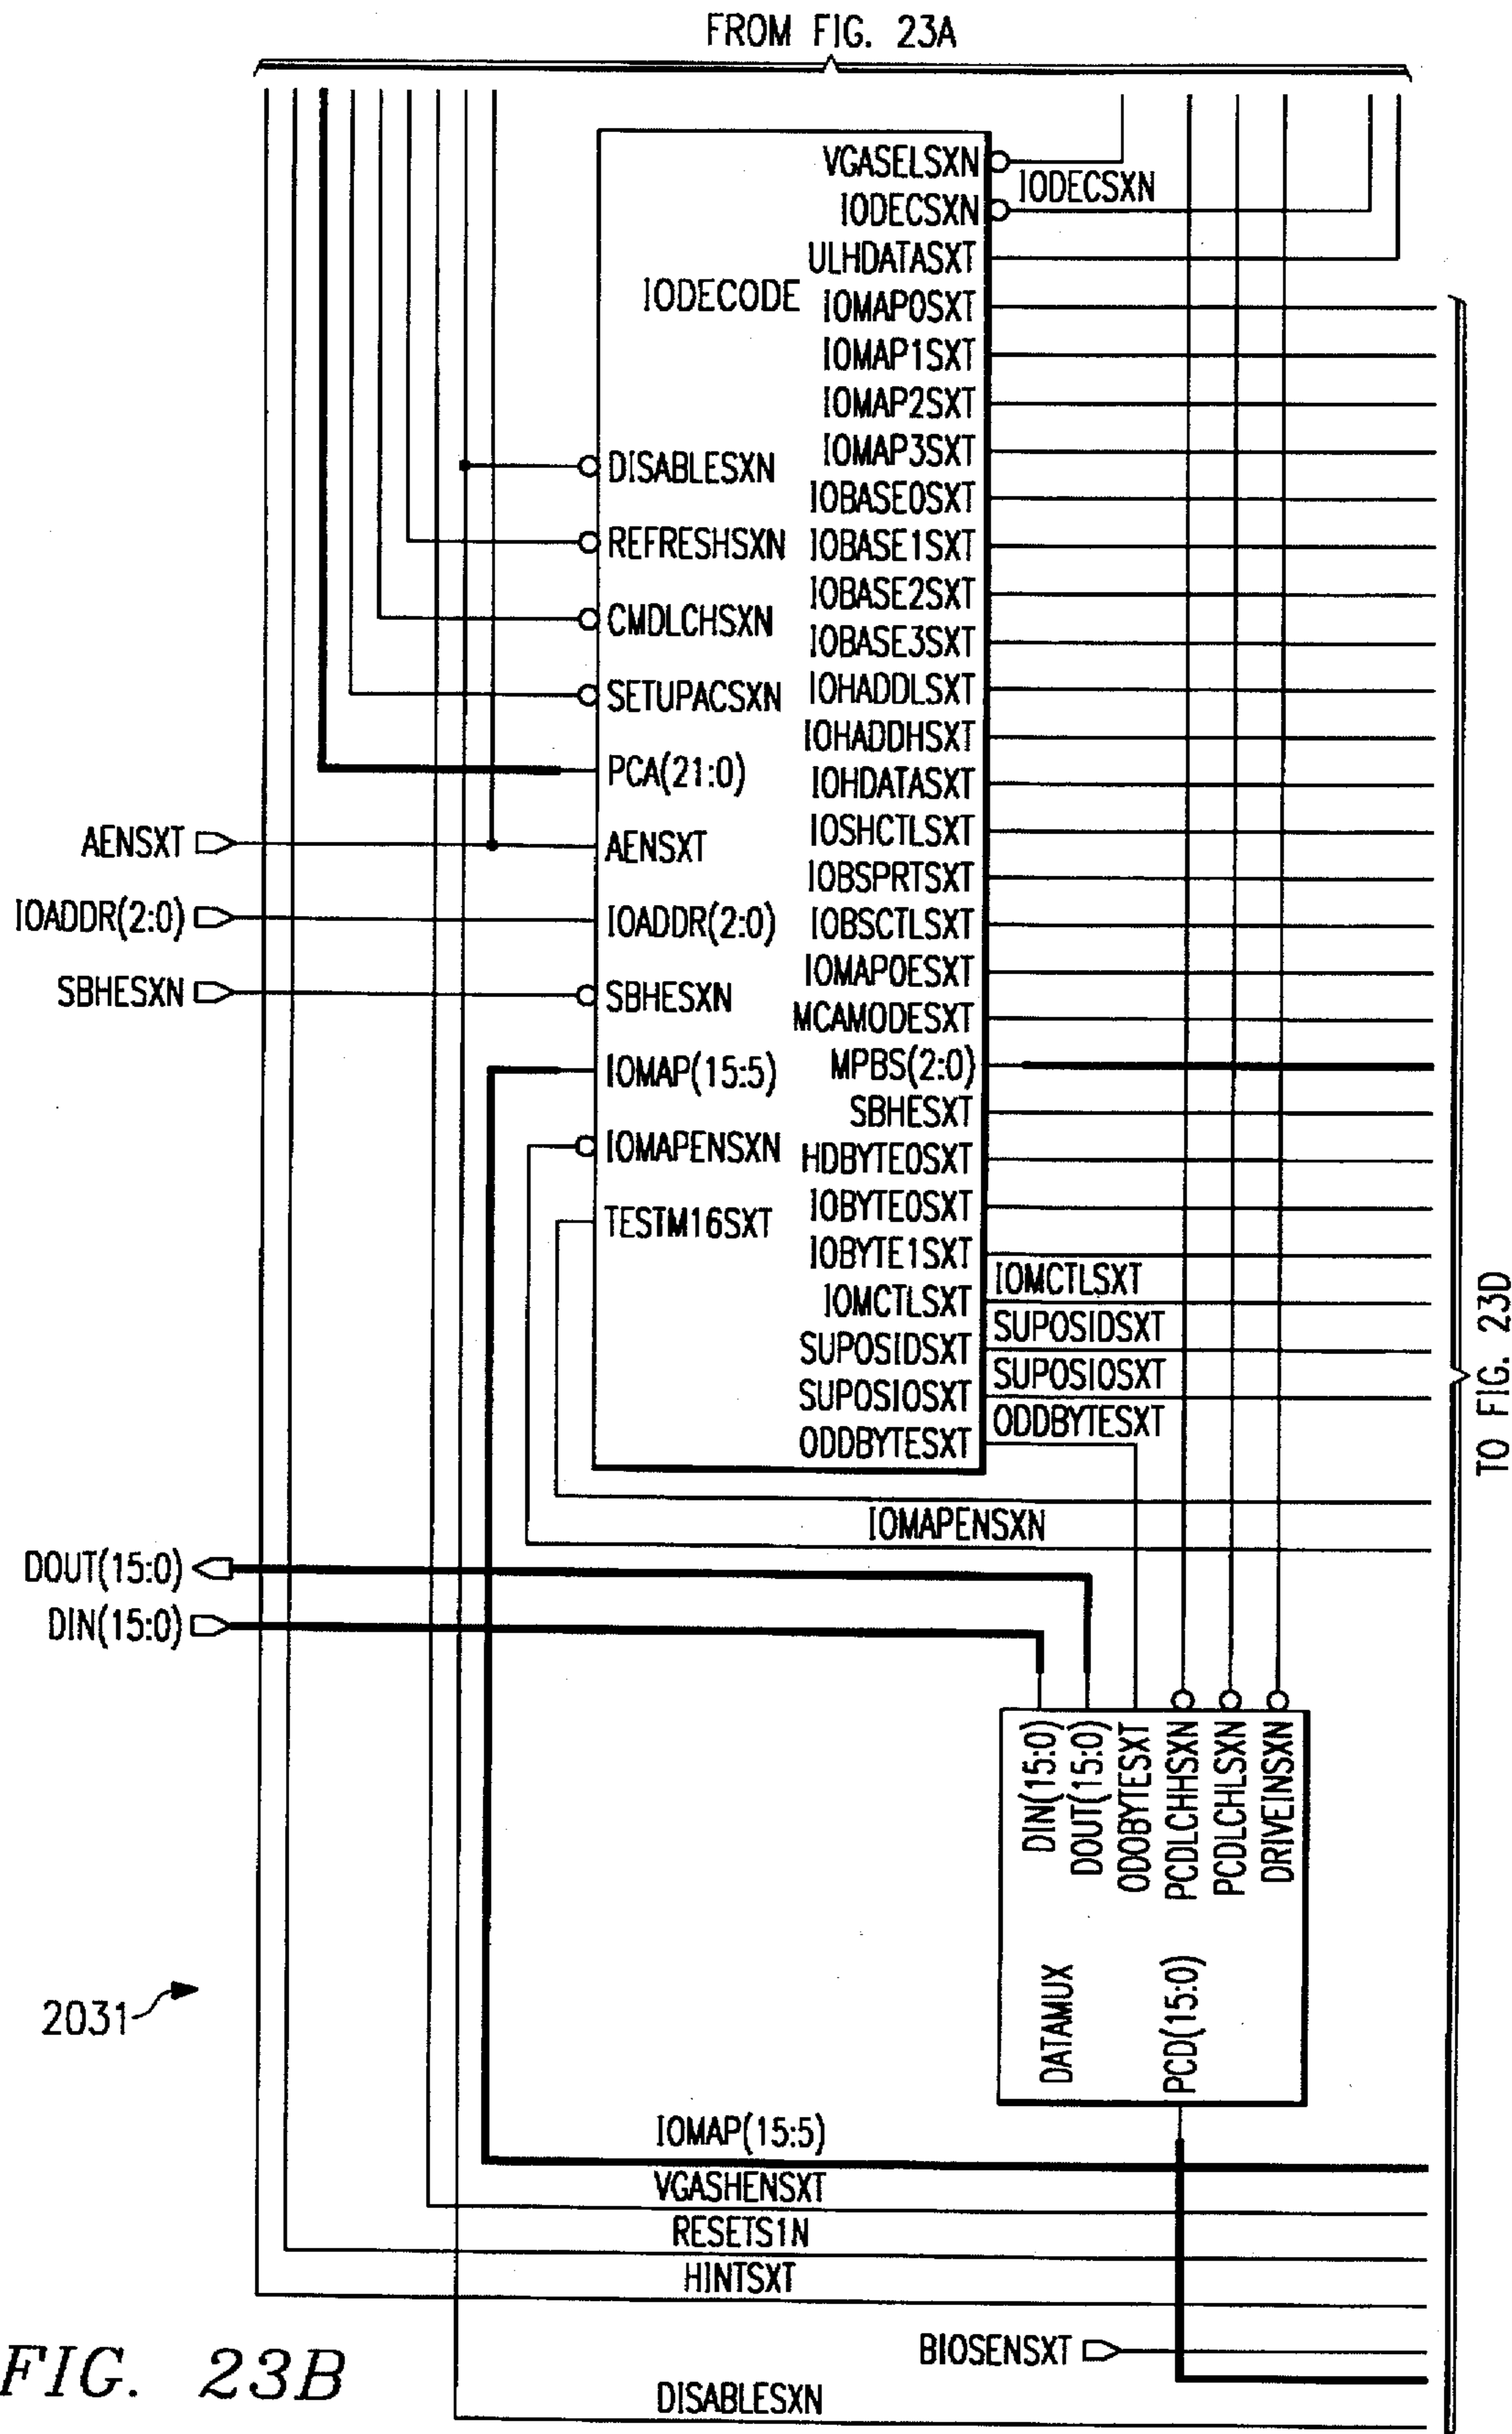 FROM FIG. 23A
VGASELSXN
IODECSXN
IODECSXN
ULHDATASXT
IODECODE
IOMAP0SXT
IOMAP1SXT
IOMAP2SXT
IOMAP3SXT
DISABLESXN
IOBASE0SXT
REFRESHSXN
IOBASE1SXT
IOBASE2SXT
CMDLCHSXN
IOBASE3SXT
SETUPACSXN
IOHADDLSXT
IOHADDHSXT
PCA(21:0)
IOHDATASXT
AENSXT
AENSXT
IOSHCTLSXT
IOBSPRTSXT
IOADDR(2:0)
IOADDR(2:0)
IOBSCTLSXT
IOMAPOESXT
SBHESXN
SBHESXN
MCAMODESXT
IOMAP(15:5)
MPBS(2:0)
SBHESXT
IOMAPENSXN
HDBYTE0SXT
TESTM16SXT
IOBYTE0SXT
IOBYTE1SXT
IOMCTLSXT
IOMCTLSXT
SUPOSIDSXT
SUPOSIDSXT
SUPOSIOSXT
SUPOSIOSXT
ODDBYTESXT
ODDBYTESXT
TO FIG. 23D
IOMAPENSXN
DOUT(15:0)
DIN(15:0)
DIN(15:0)
DOUT(15:0)
ODOBYTESXT
PCDLCHHSXN
PCDLCHLSXN
DRIVEINSXN
DATAMUX
PCD(15:0)
2031
IOMAP(15:5)
VGASHENSXT
RESETS1N
HINTSXT
BIOSENSXT
DISABLESXN
FIG. 23B